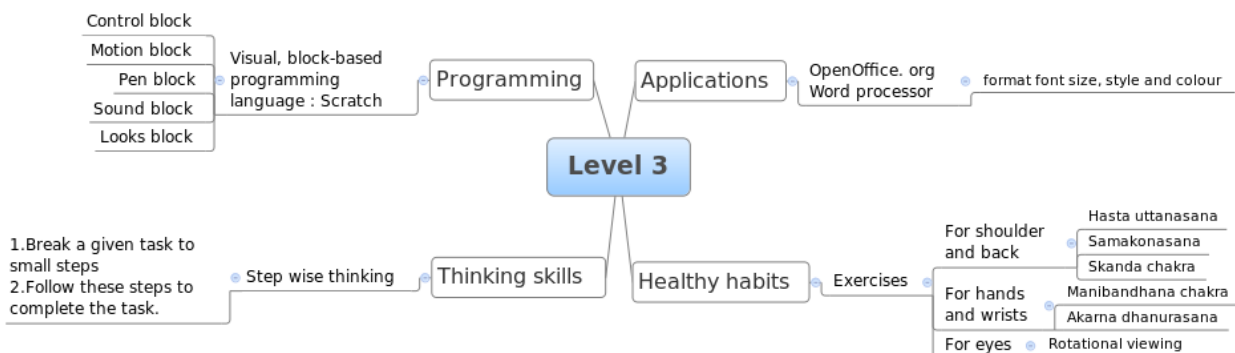 Control block
Motion block
Pen block
Sound block
Looks block
Visual, block-based
programming
language : Scratch
Programming
Applications
OpenOffice. org
Word processor
format font size, style and colour
Level 3
1.Break a given task to
small steps
2.Follow these steps to
complete the task.
Step wise thinking
Thinking skills
Healthy habits
Exercises
For shoulder
and back
Hasta uttanasana
Samakonasana
Skanda chakra
For hands
and wrists
Manibandhana chakra
Akarna dhanurasana
For eyes
Rotational viewing